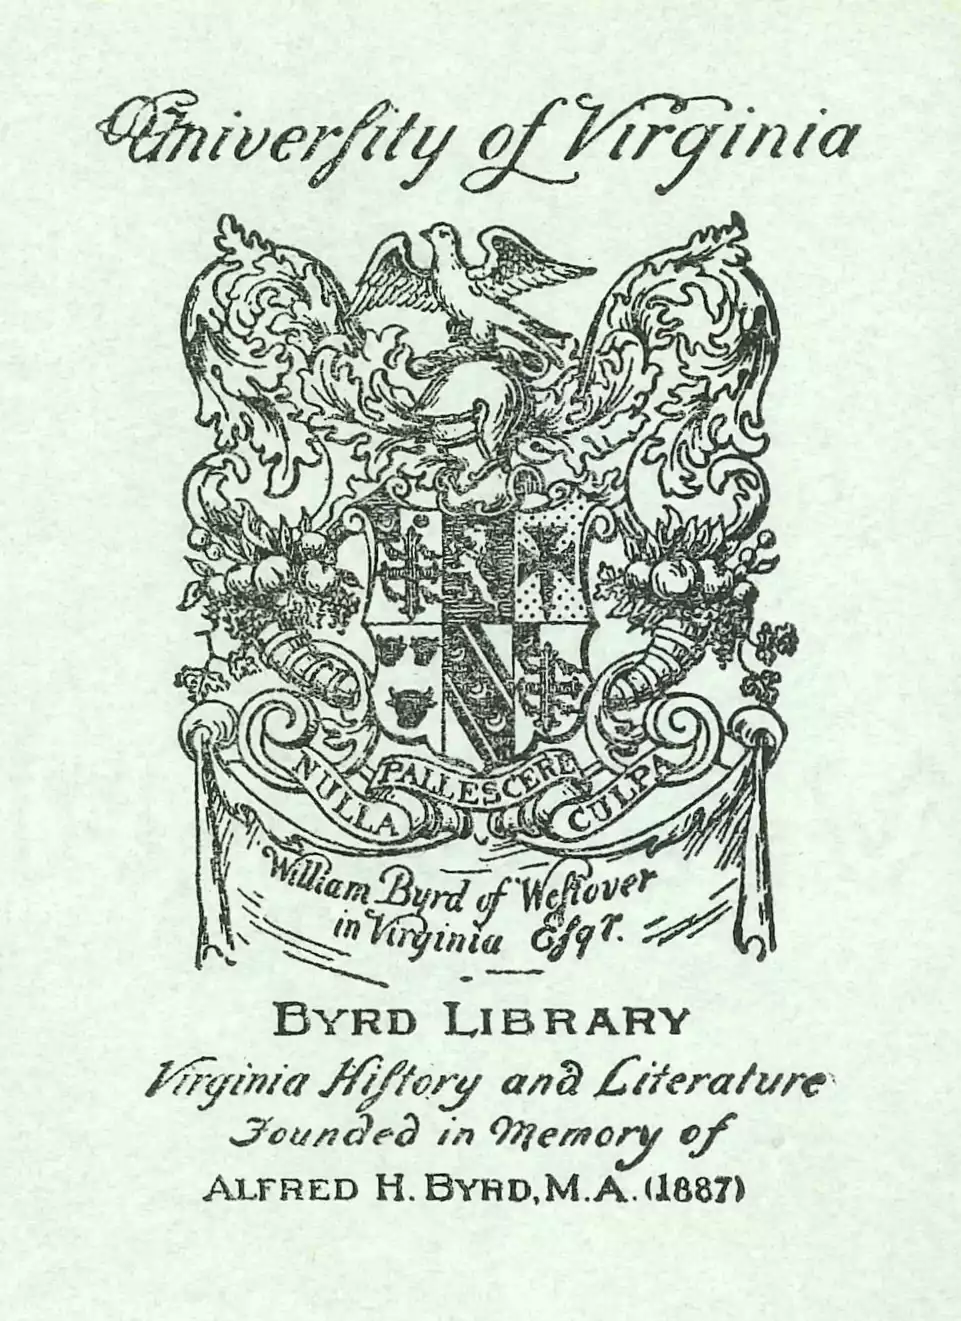 Univerſity of Virginia
NULLA PALLESCERE CULPA
William Byrd of Weſtover
in Virginia Eſqr.
BYRD LIBRARY
Virginia Hiſtory and Literature
Founded in Memory of
ALFRED H. BYRD, M.A. (1887)